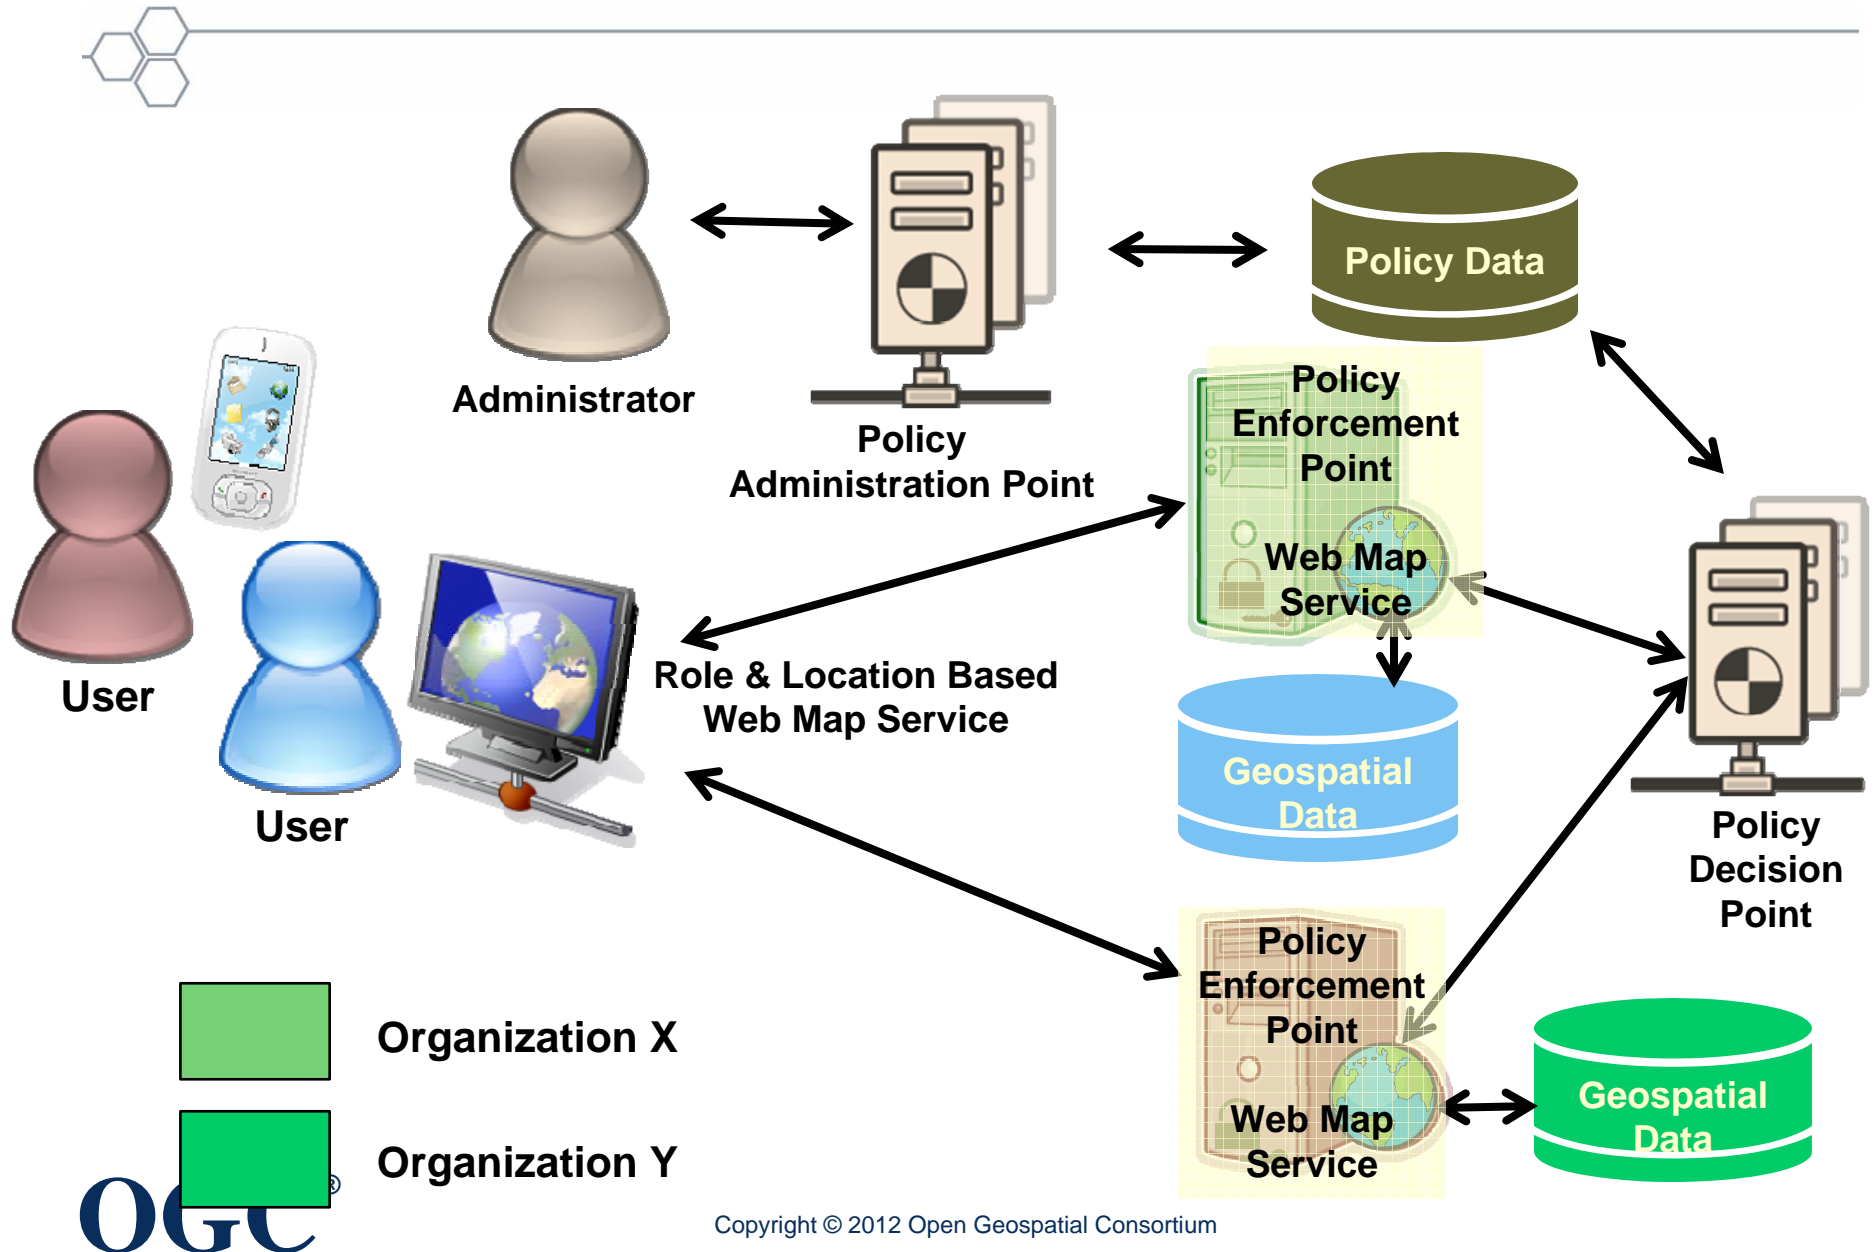 Policy Data
Administrator
Policy
Administration Point
Policy
Enforcement
Point
Web Map
Service
User
User
Role & Location Based
Web Map Service
Geospatial
Data
Policy
Decision
Point
Policy
Enforcement
Point
Web Map
Service
Geospatial
Data
Organization X
Organization Y
OGC®
Copyright © 2012 Open Geospatial Consortium